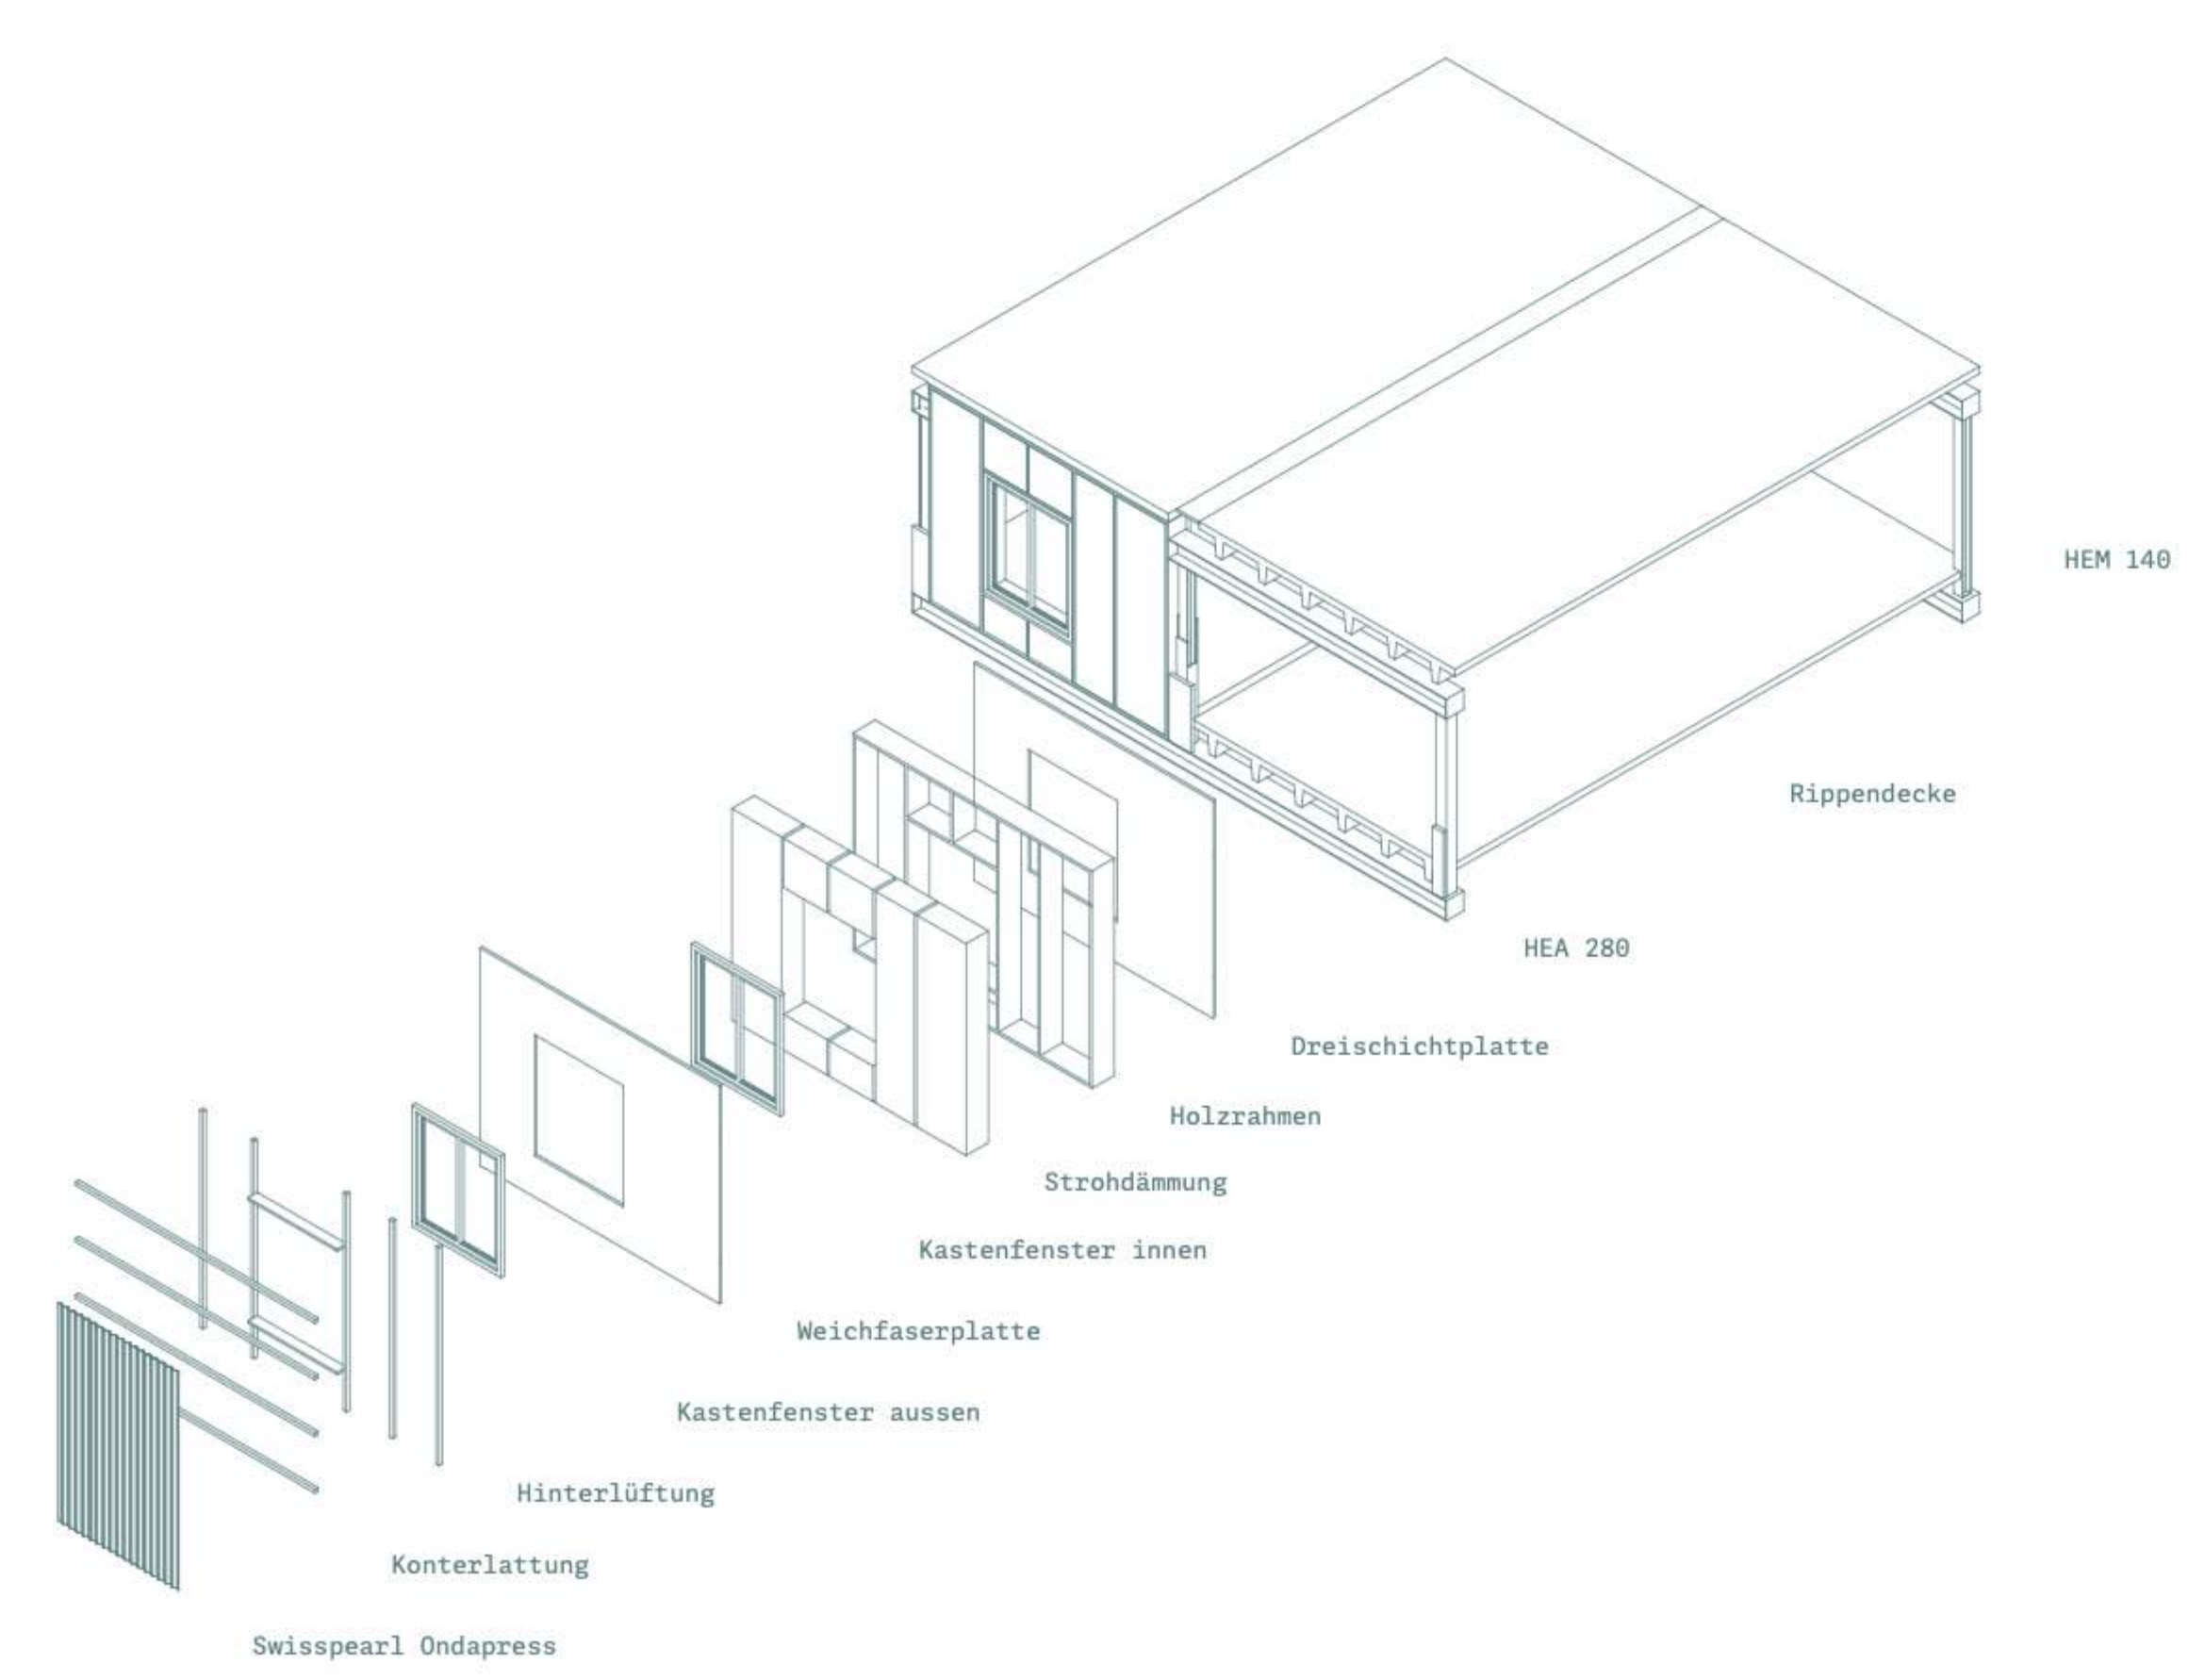 HEM 140
Rippendecke
HEA 280
Dreischichtplatte
Holzrahmen
Strohdämmung
Kastenfenster innen
Weichfaserplatte
Kastenfenster aussen
Hinterlüftung
Konterlattung
Swisspearl Ondapress